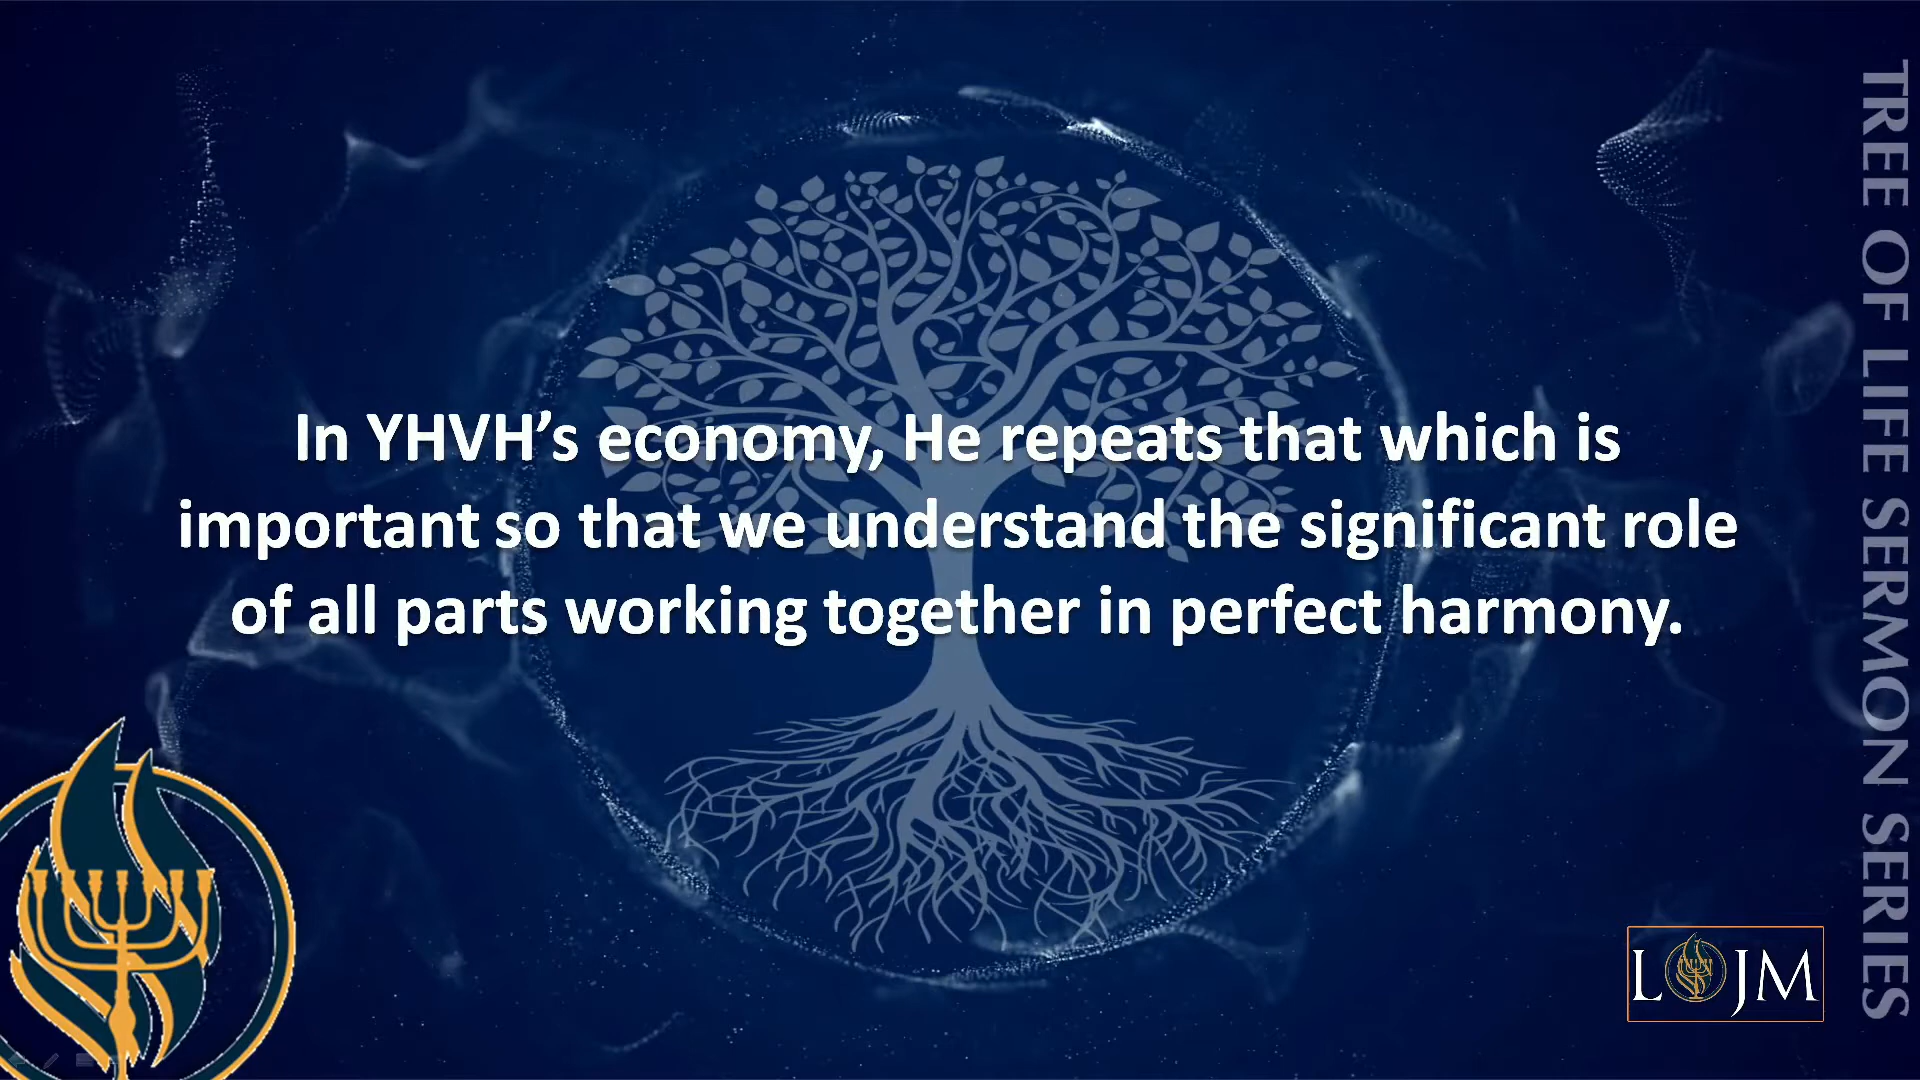 In YHVH’s economy, He repeats that which is
important so that we understand the significant role
of all parts working together in perfect harmony.
TREE OF LIFE SERMON SERIES
LOJM